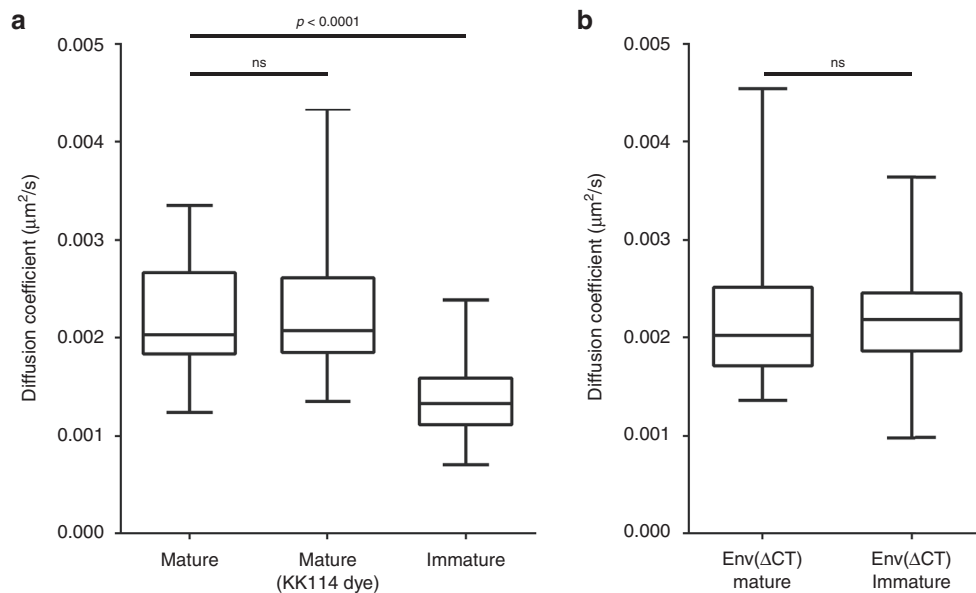 a
p < 0.0001
ns
Diffusion coefficient (μm²/s)
0.005
0.004
0.003
0.002
0.001
0.000
Mature
Mature
(KK114 dye)
Immature
b
ns
Diffusion coefficient (μm²/s)
0.005
0.004
0.003
0.002
0.001
0.000
Env(ΔCT)
mature
Env(ΔCT)
Immature